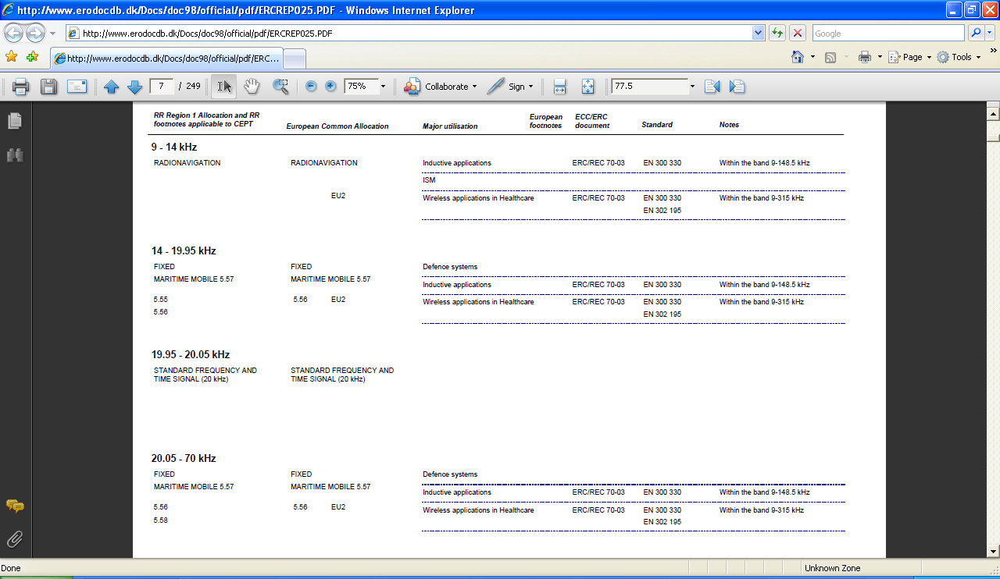 http://www.erodocdb.dk/Docs/doc98/official/pdf/ERCREP025.PDF - Windows Internet Explorer
http://www.erodocdb.dk/Docs/doc98/official/pdf/ERCREP025.PDF
Google
http://www.erodocdb.dk/Docs/doc98/official/pdf/ERC...
Page Tools »
7 / 249 75% Collaborate Sign 77.5
RR Region 1 Allocation and RR footnotes applicable to CEPT European Common Allocation Major utilisation European footnotes ECC/ERC document Standard Notes
9 - 14 kHz
RADIONAVIGATION RADIONAVIGATION Inductive applications ERC/REC 70-03 EN 300 330 Within the band 9-148.5 kHz
ISM
EU2 Wireless applications in Healthcare ERC/REC 70-03 EN 300 330 Within the band 9-315 kHz
EN 302 195
14 - 19.95 kHz
FIXED FIXED Defence systems
MARITIME MOBILE 5.57 MARITIME MOBILE 5.57 Inductive applications ERC/REC 70-03 EN 300 330 Within the band 9-148.5 kHz
5.55 5.56 EU2 Wireless applications in Healthcare ERC/REC 70-03 EN 300 330 Within the band 9-315 kHz
5.56 EN 302 195
19.95 - 20.05 kHz
STANDARD FREQUENCY AND STANDARD FREQUENCY AND
TIME SIGNAL (20 kHz) TIME SIGNAL (20 kHz)
20.05 - 70 kHz
FIXED FIXED Defence systems
MARITIME MOBILE 5.57 MARITIME MOBILE 5.57 Inductive applications ERC/REC 70-03 EN 300 330 Within the band 9-148.5 kHz
5.56 5.56 EU2 Wireless applications in Healthcare ERC/REC 70-03 EN 300 330 Within the band 9-315 kHz
5.58 EN 302 195
Done Unknown Zone